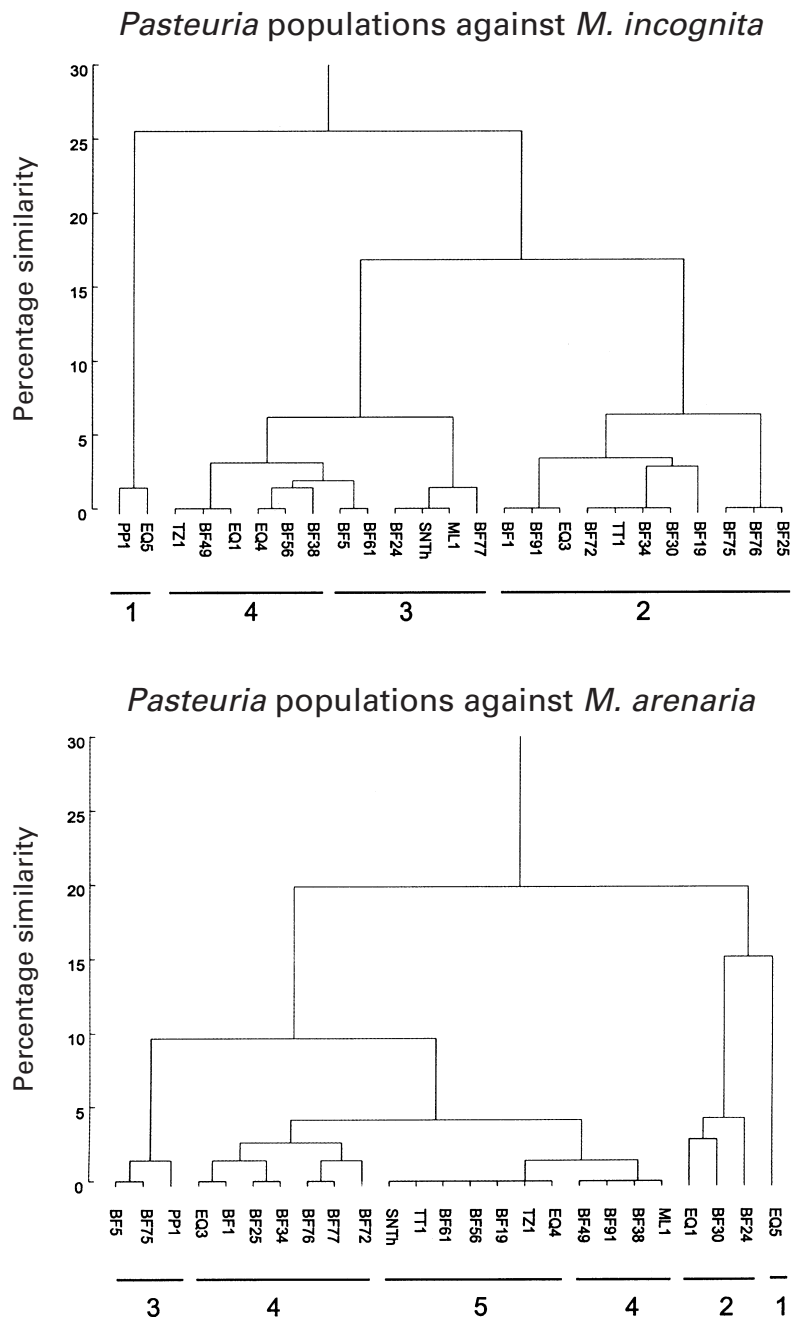 Pasteuria populations against M. incognita
Percentage similarity
30
25
20
15
10
5
0
PP1 EQ5 TZ1 BF49 EQ1 EQ4 BF56 BF38 BF5 BF61 BF24 SNTh ML1 BF77 BF1 BF91 EQ3 BF72 TT1 BF34 BF30 BF19 BF75 BF76 BF25
1 4 3 2
Pasteuria populations against M. arenaria
Percentage similarity
30
25
20
15
10
5
0
BF5 BF75 PP1 EQ3 BF1 BF25 BF34 BF76 BF77 BF72 SNTh TT1 BF61 BF56 BF19 TZ1 EQ4 BF49 BF91 BF38 ML1 EQ1 BF30 BF24 EQ5
3 4 5 4 2 1